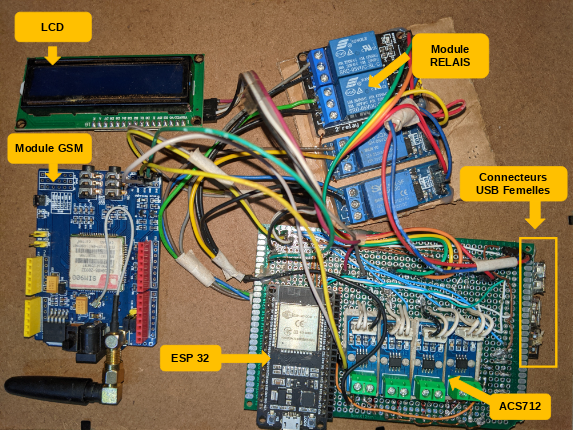 LCD
Module
RELAIS
Module GSM
Connecteurs
USB Femelles
ESP 32
ACS712